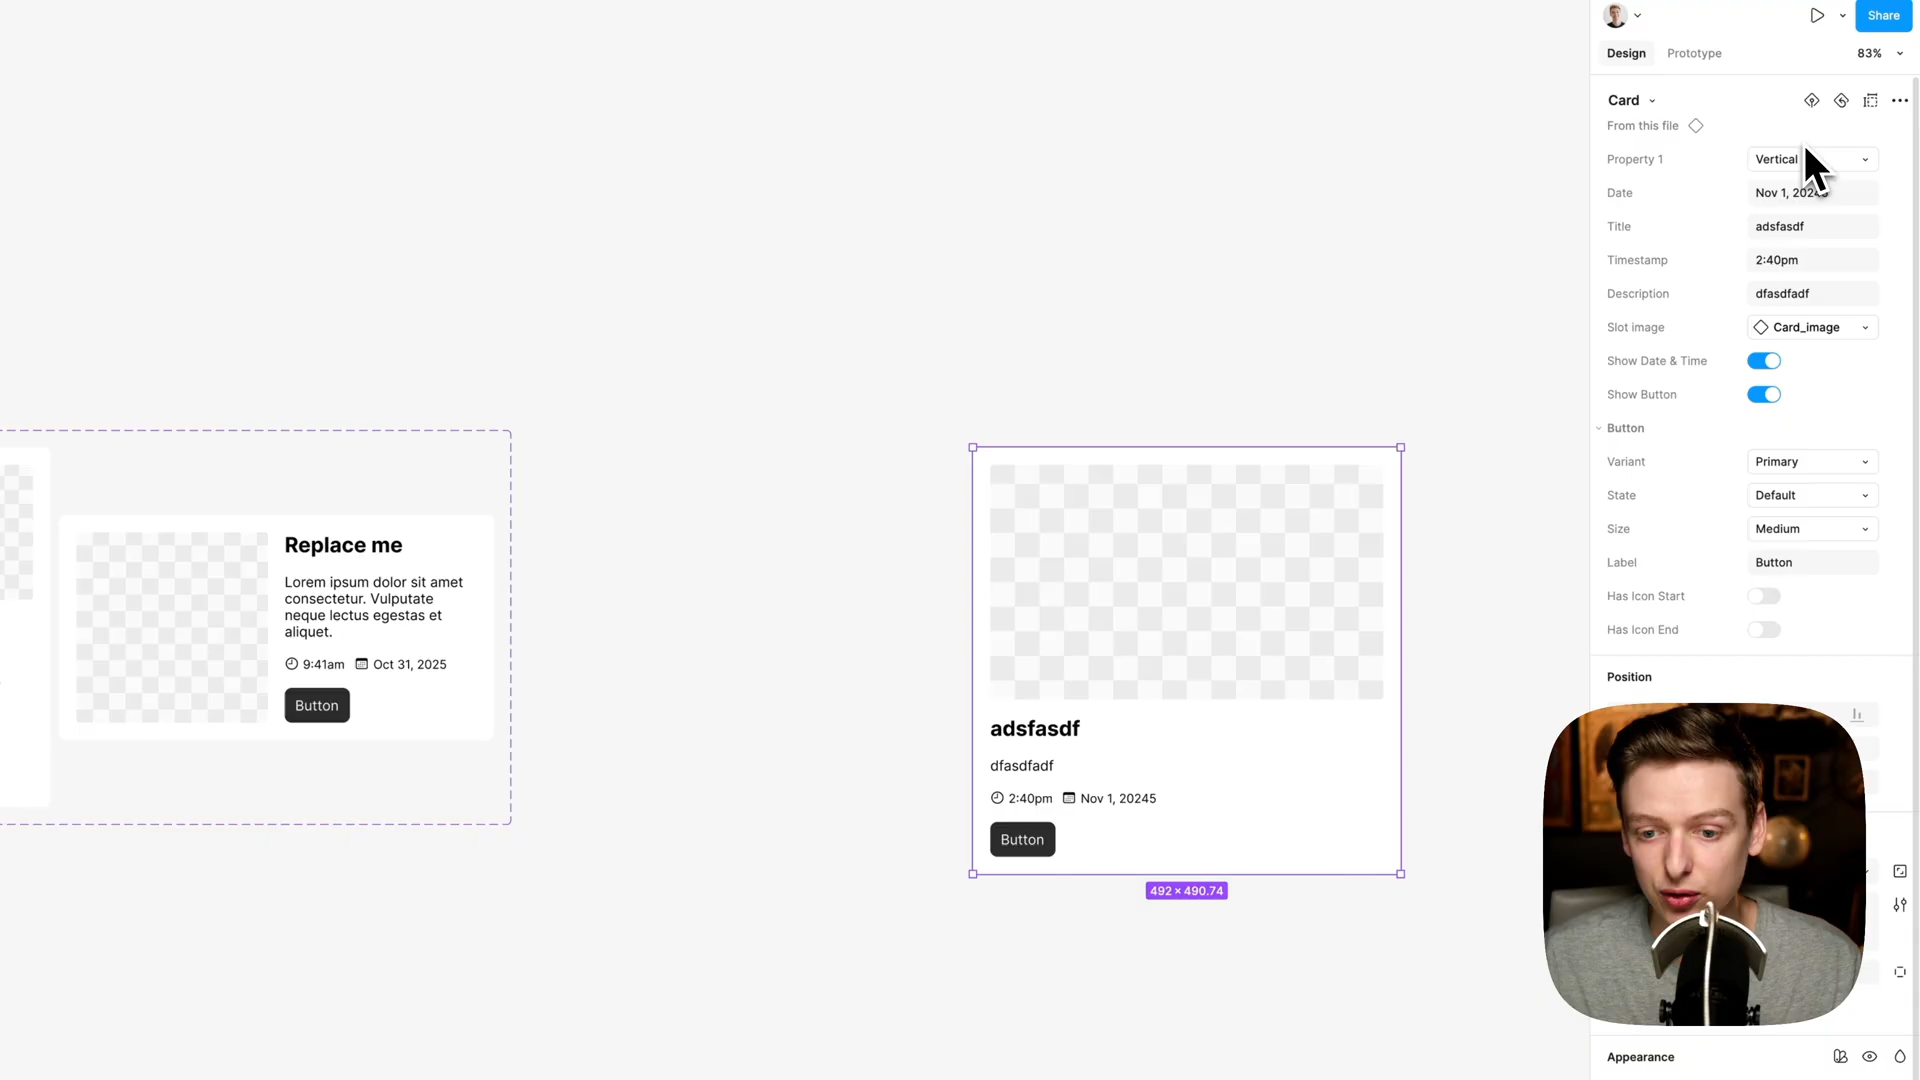 Share
Design
Prototype
83%
Card
From this file
Property 1
Vertical
Date
Nov 1, 20245
Title
adsfasdf
Timestamp
2:40pm
Description
dfasdfadf
Slot image
Card_image
Show Date & Time
Show Button
Button
Variant
Primary
State
Default
Size
Medium
Label
Button
Has Icon Start
Has Icon End
Position
Appearance
Replace me
Lorem ipsum dolor sit amet
consectetur. Vulputate
neque lectus egestas et
aliquet.
9:41am
Oct 31, 2025
Button
adsfasdf
dfasdfadf
2:40pm
Nov 1, 20245
Button
492 × 490.74